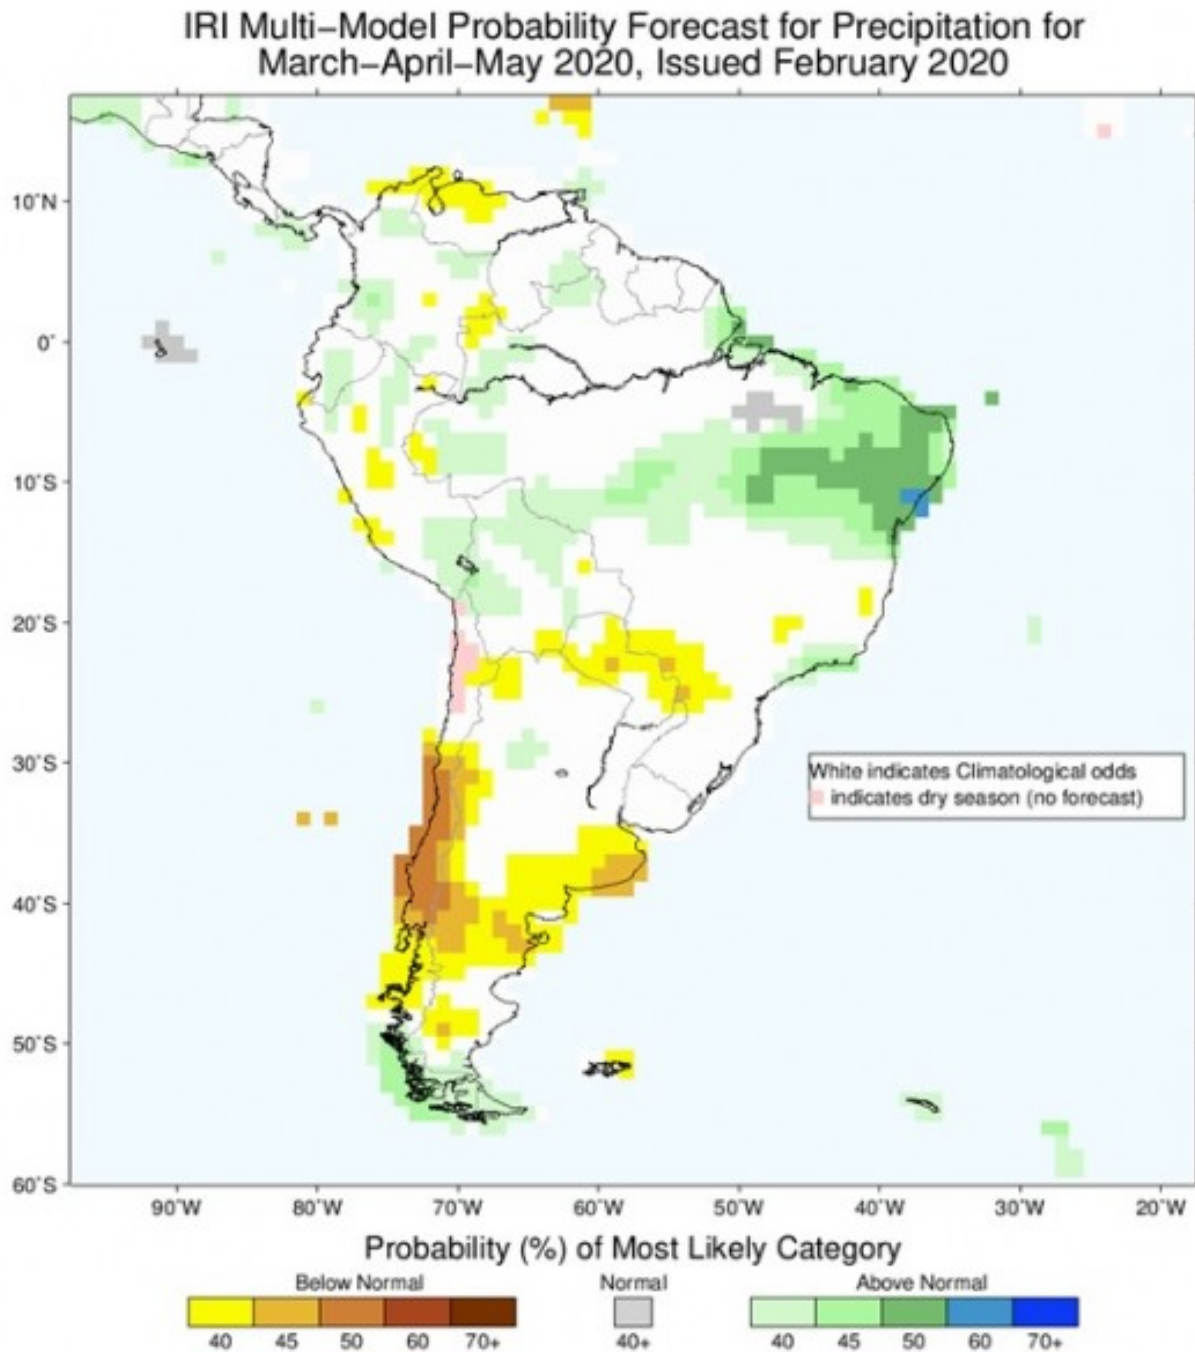 IRI Multi-Model Probability Forecast for Precipitation for
March-April-May 2020, Issued February 2020
10°N
0°
10°S
20°S
30°S
40°S
50°S
60°S
White indicates Climatological odds
indicates dry season (no forecast)
90°W 80°W 70°W 60°W 50°W 40°W 30°W 20°W
Probability (%) of Most Likely Category
Below Normal Normal Above Normal
40 45 50 60 70+ 40+ 40 45 50 60 70+